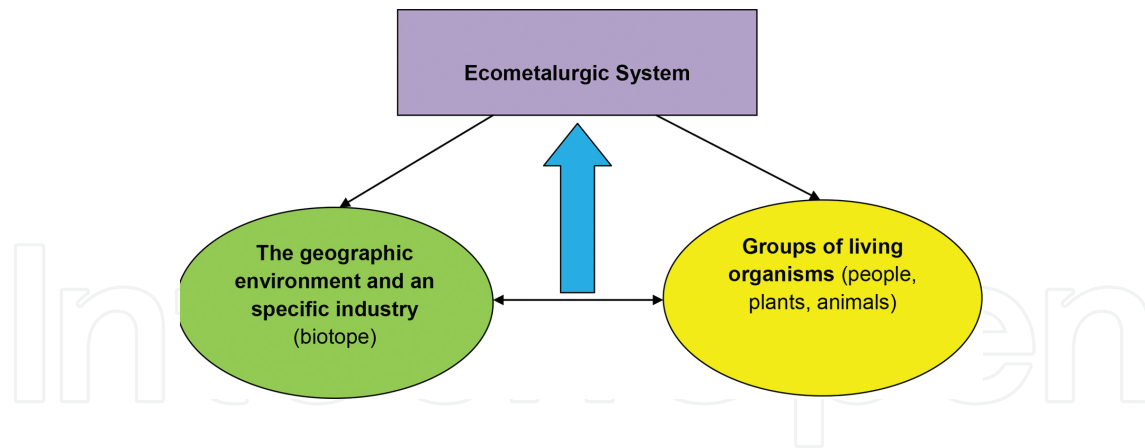 Ecometalurgic System
The geographic
environment and an
specific industry
(biotope)
Groups of living
organisms (people,
plants, animals)